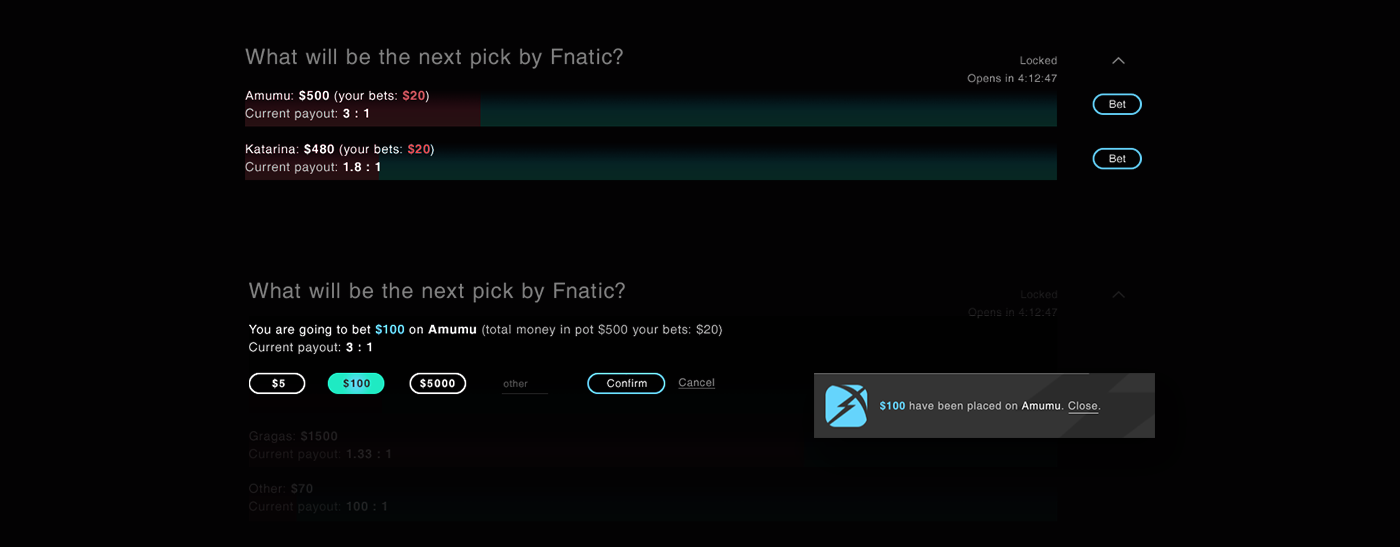 What will be the next pick by Fnatic?
Locked
Opens in 4:12:47
Amumu: $500 (your bets: $20)
Current payout: 3 : 1
Bet
Katarina: $480 (your bets: $20)
Current payout: 1.8 : 1
Bet
What will be the next pick by Fnatic?
Locked
Opens in 4:12:47
You are going to bet $100 on Amumu (total money in pot $500 your bets: $20)
Current payout: 3 : 1
$5
$100
$5000
other
Confirm
Cancel
$100 have been placed on Amumu. Close.
Gragas: $1500
Current payout: 1.33 : 1
Other: $70
Current payout: 100 : 1